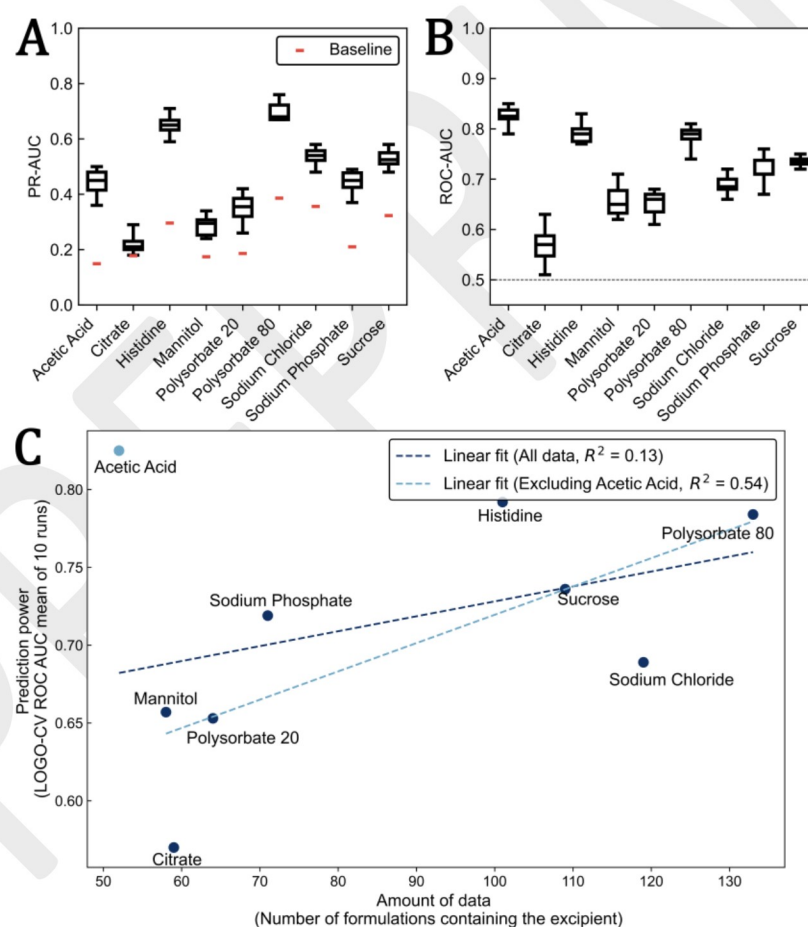 A
B
1.0
0.8
0.6
0.4
0.2
0.0
PR-AUC
Baseline
Acetic Acid
Citrate
Histidine
Mannitol
Polysorbate 20
Polysorbate 80
Sodium Chloride
Sodium Phosphate
Sucrose
1.0
0.9
0.8
0.7
0.6
0.5
ROC-AUC
Acetic Acid
Citrate
Histidine
Mannitol
Polysorbate 20
Polysorbate 80
Sodium Chloride
Sodium Phosphate
Sucrose
C
Linear fit (All data, R² = 0.13)
Linear fit (Excluding Acetic Acid, R² = 0.54)
Acetic Acid
Histidine
Polysorbate 80
Sodium Phosphate
Sucrose
Sodium Chloride
Mannitol
Polysorbate 20
Citrate
0.80
0.75
0.70
0.65
0.60
Prediction power
(LOGO-CV ROC AUC mean of 10 runs)
50 60 70 80 90 100 110 120 130
Amount of data
(Number of formulations containing the excipient)